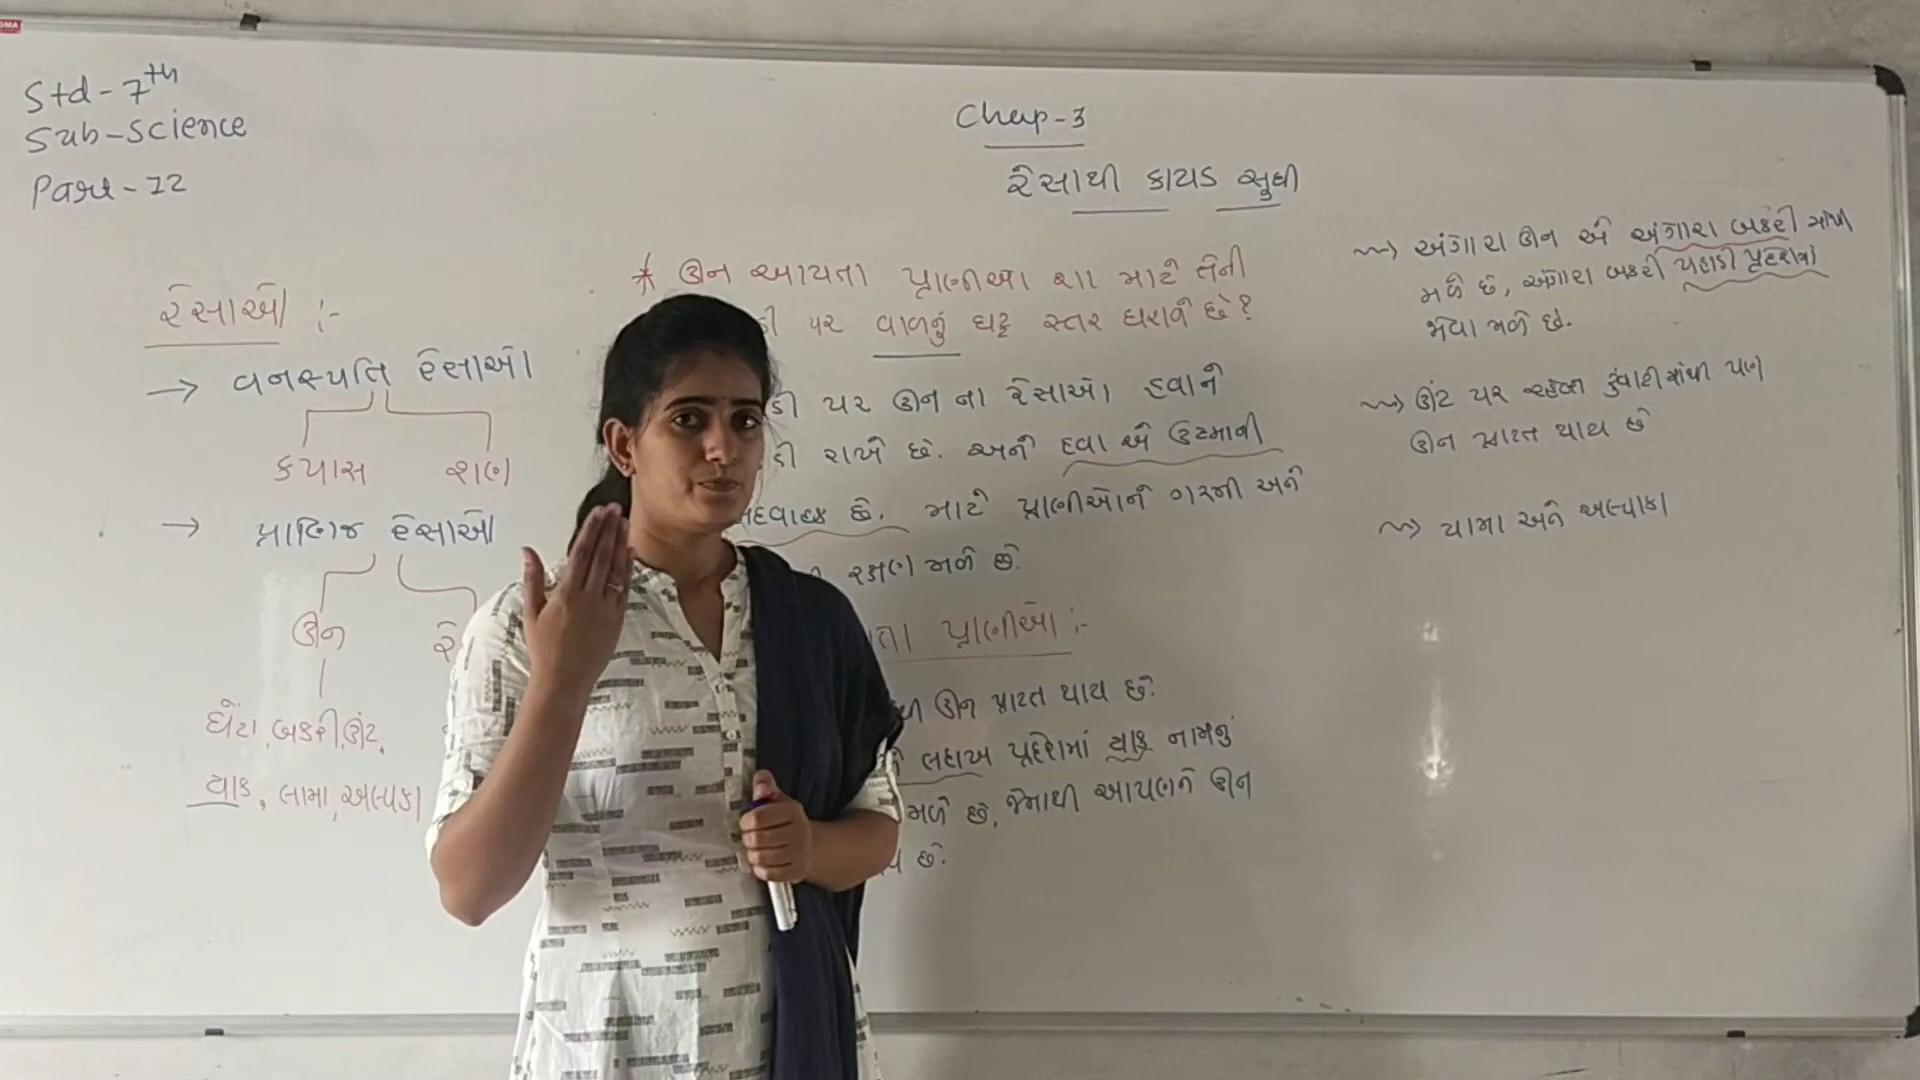 Std - 7th
Sub - Science
Part - 12
Chap - 3
રેસાથી કાપડ સુધી
રેસાઓ :-
→ વનસ્પતિ રેસાઓ
કપાસ શણ
→ પ્રાણિજ રેસાઓ
ઊન રે
ઘેંટા, બકરી, ઊંટ,
યાક, લામા, અલ્પાકા
* ઊન આપતા પ્રાણીઓ શા માટે તેની
પર વાળનું ઘટ્ટ સ્તર ધરાવે છે?
પર ઊન ના રેસાઓ હવાને
રાખે છે. અને હવા એ ઉષ્માની
છે. માટે પ્રાણીઓને ગરમી અને
રક્ષણ મળે છે.
પ્રાણીઓ :-
ઊન પ્રાપ્ત થાય છે.
લદાખ પ્રદેશમાં યાક નામનું
મળે છે, જેમાથી આપણને ઊન
છે.
અંગોરા ઊન એ અંગોરા બકરી માંથી
મળે છે, અંગોરા બકરી પહાડી પ્રદેશોમાં
જોવા મળે છે.
ઊંટ પર રહેલા રુંવાટીમાંથી પણ
ઊન પ્રાપ્ત થાય છે
લામા અને અલ્પાકા